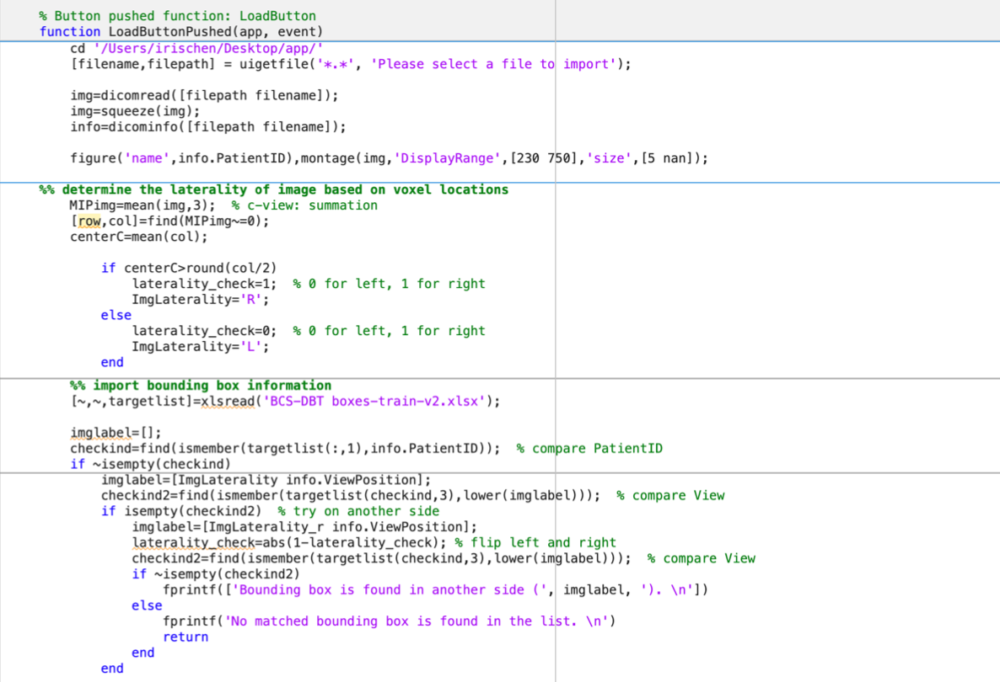 % Button pushed function: LoadButton
function LoadButtonPushed(app, event)
cd '/Users/irischen/Desktop/app/'
[filename,filepath] = uigetfile('*.*', 'Please select a file to import');
img=dicomread([filepath filename]);
img=squeeze(img);
info=dicominfo([filepath filename]);
figure('name',info.PatientID),montage(img,'DisplayRange',[230 750],'size',[5 nan]);
%% determine the laterality of image based on voxel locations
MIPimg=mean(img,3);  % c-view: summation
[row,col]=find(MIPimg~=0);
centerC=mean(col);
if centerC>round(col/2)
laterality_check=1;  % 0 for left, 1 for right
ImgLaterality='R';
else
laterality_check=0;  % 0 for left, 1 for right
ImgLaterality='L';
end
%% import bounding box information
[~,~,targetlist]=xlsread('BCS-DBT boxes-train-v2.xlsx');
imglabel=[];
checkind=find(ismember(targetlist(:,1),info.PatientID));  % compare PatientID
if ~isempty(checkind)
imglabel=[ImgLaterality info.ViewPosition];
checkind2=find(ismember(targetlist(checkind,3),lower(imglabel)));  % compare View
if isempty(checkind2)  % try on another side
imglabel=[ImgLaterality_r info.ViewPosition];
laterality_check=abs(1-laterality_check); % flip left and right
checkind2=find(ismember(targetlist(checkind,3),lower(imglabel)));  % compare View
if ~isempty(checkind2)
fprintf(['Bounding box is found in another side (', imglabel, '). \n'])
else
fprintf('No matched bounding box is found in the list. \n')
return
end
end